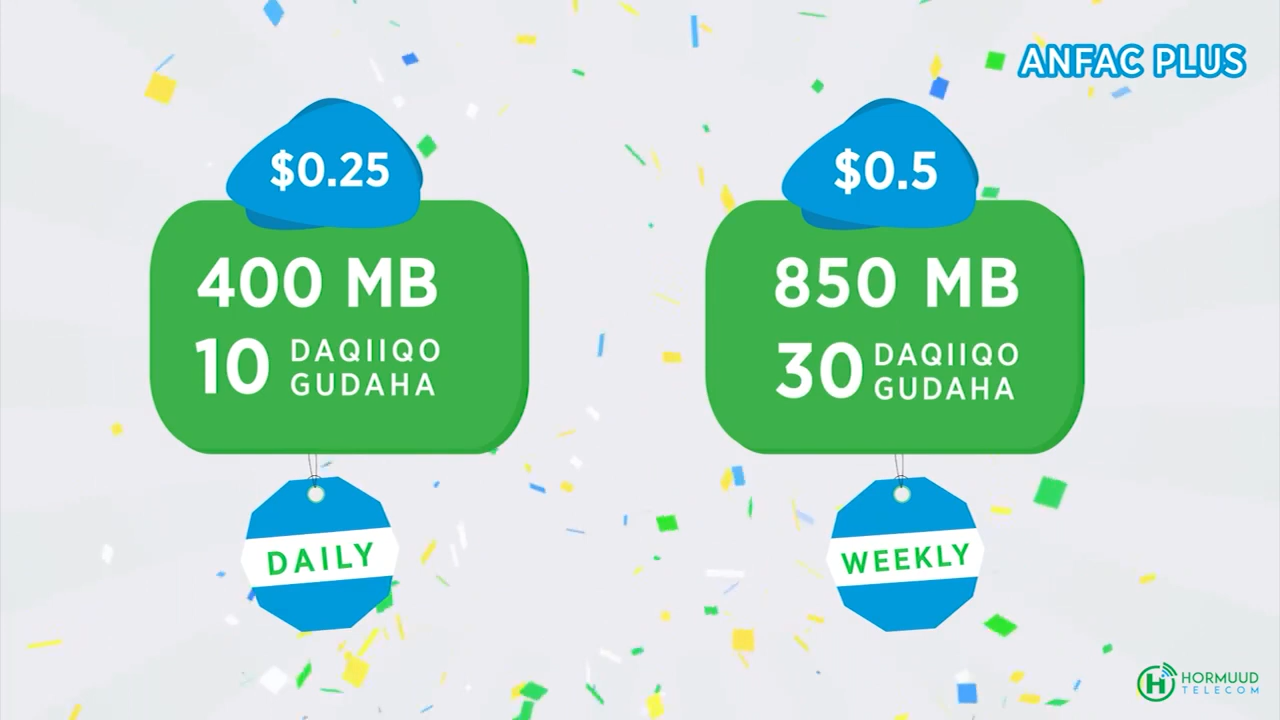 ANFAC PLUS
$0.25
400 MB
10 DAQIIQO
GUDAHA
DAILY
$0.5
850 MB
30 DAQIIQO
GUDAHA
WEEKLY
HORMUUD
TELECOM